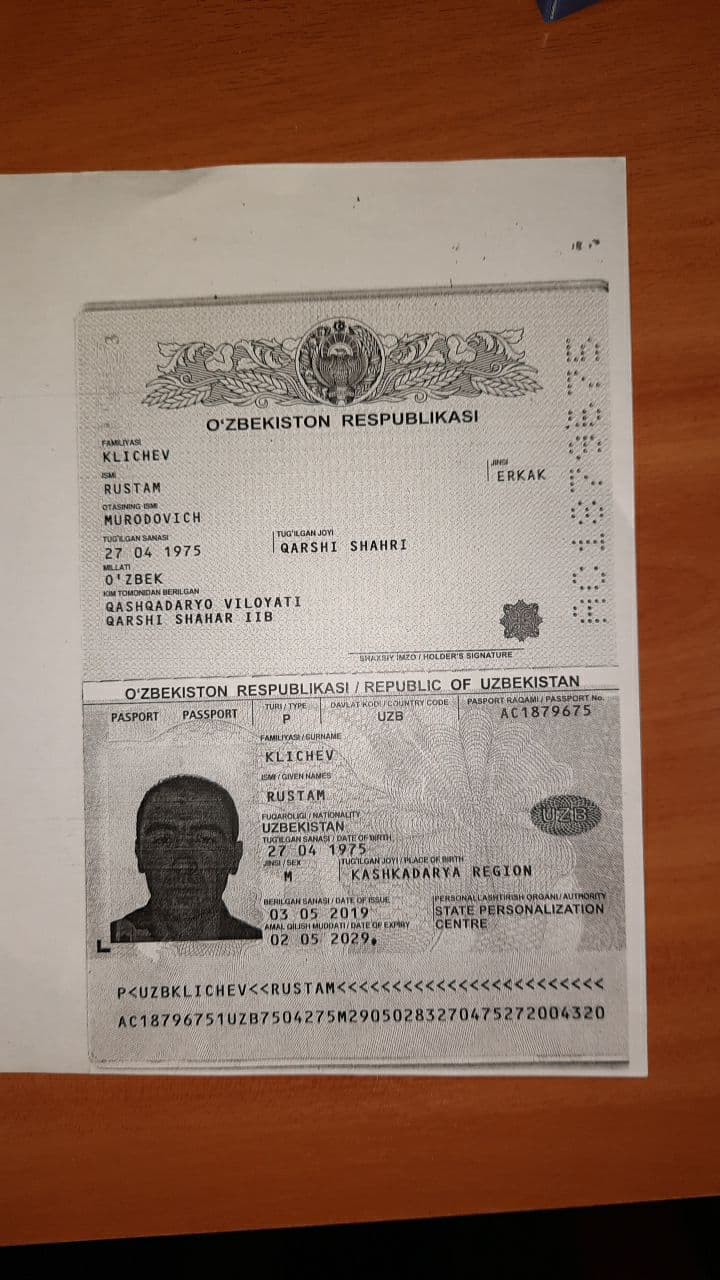 O'ZBEKISTON RESPUBLIKASI
FAMILIYASI
KLICHEV
ISMI
RUSTAM
JINSI
ERKAK
OTASINING ISMI
MURODOVICH
TUG'ILGAN SANASI
27 04 1975
TUG'ILGAN JOYI
QARSHI SHAHRI
MILLATI
O'ZBEK
KIM TOMONIDAN BERILGAN
QASHQADARYO VILOYATI
QARSHI SHAHAR IIB
SHAXSIY IMZO / HOLDER'S SIGNATURE
O'ZBEKISTON RESPUBLIKASI / REPUBLIC OF UZBEKISTAN
PASPORT PASSPORT
TURI / TYPE
P
DAVLAT KODI / COUNTRY CODE
UZB
PASPORT RAQAMI / PASSPORT No.
AC1879675
FAMILIYASI / SURNAME
KLICHEV
ISMI / GIVEN NAMES
RUSTAM
FUQAROLIGI / NATIONALITY
UZBEKISTAN
UZB
TUG'ILGAN SANASI / DATE OF BIRTH
27 04 1975
JINSI / SEX
M
TUG'ILGAN JOYI / PLACE OF BIRTH
KASHKADARYA REGION
BERILGAN SANASI / DATE OF ISSUE
03 05 2019
PERSONALLASHTIRISH ORGANI / AUTHORITY
STATE PERSONALIZATION
CENTRE
AMAL QILISH MUDDATI / DATE OF EXPIRY
02 05 2029
P<UZBKLICHEV<<RUSTAM<<<<<<<<<<<<<<<<<<<<<<<<
AC18796751UZB7504275M29050283270475272004320